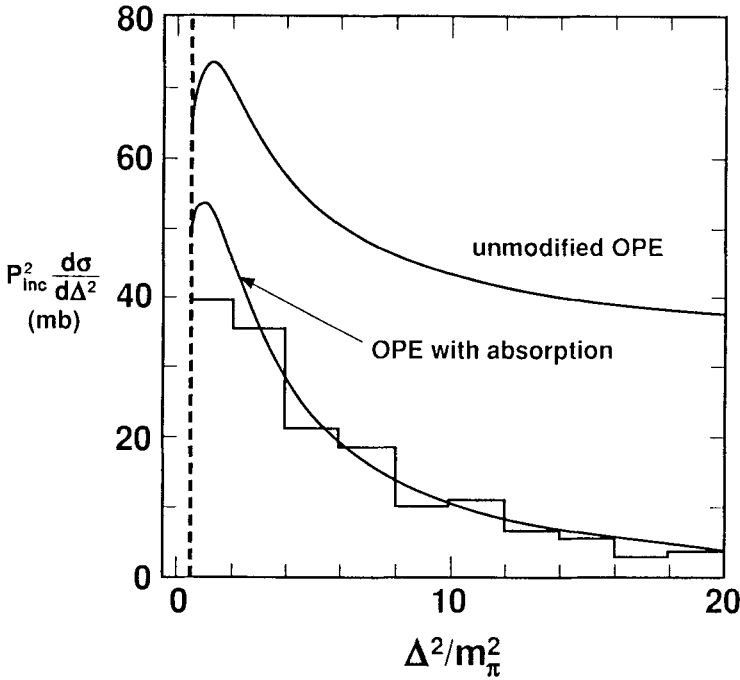 80
60
40
20
0
P²inc dσ/dΔ²
(mb)
unmodified OPE
OPE with absorption
0
10
20
Δ²/m²π